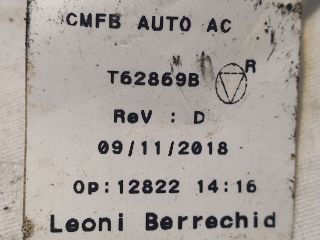 CMFB AUTO AC
T62869B R
ReV : D
09/11/2018
Op:12822 14:16
Leoni Berrechid